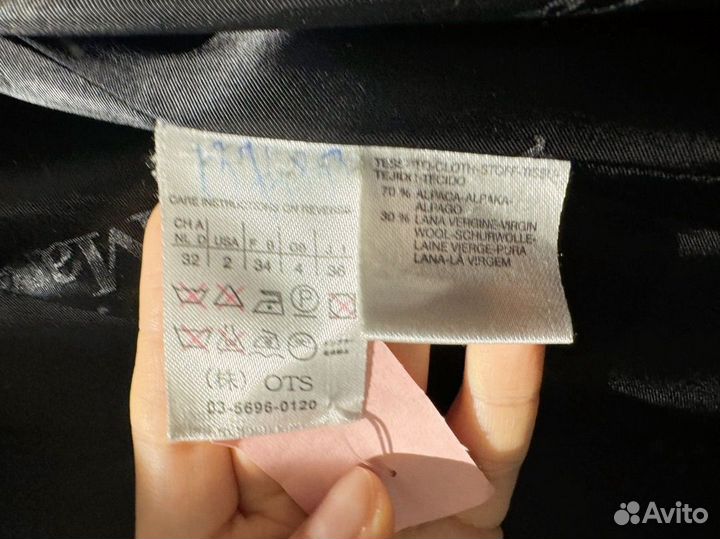 CARE INSTRUCTIONS ON REVERSE
CH A
NL D USA F B GB J I
32 2 34 4 36
P
(株) OTS
03-5696-0120
TESSUTO-CLOTH-STOFF-TISSU-
TEJIDO-TECIDO
70 % ALPACA-ALPAKA-
ALPAGO
30 % LANA VERGINE-VIRGIN
WOOL-SCHURWOLLE-
LAINE VIERGE-PURA
LANA-LÃ VIRGEM
Avito